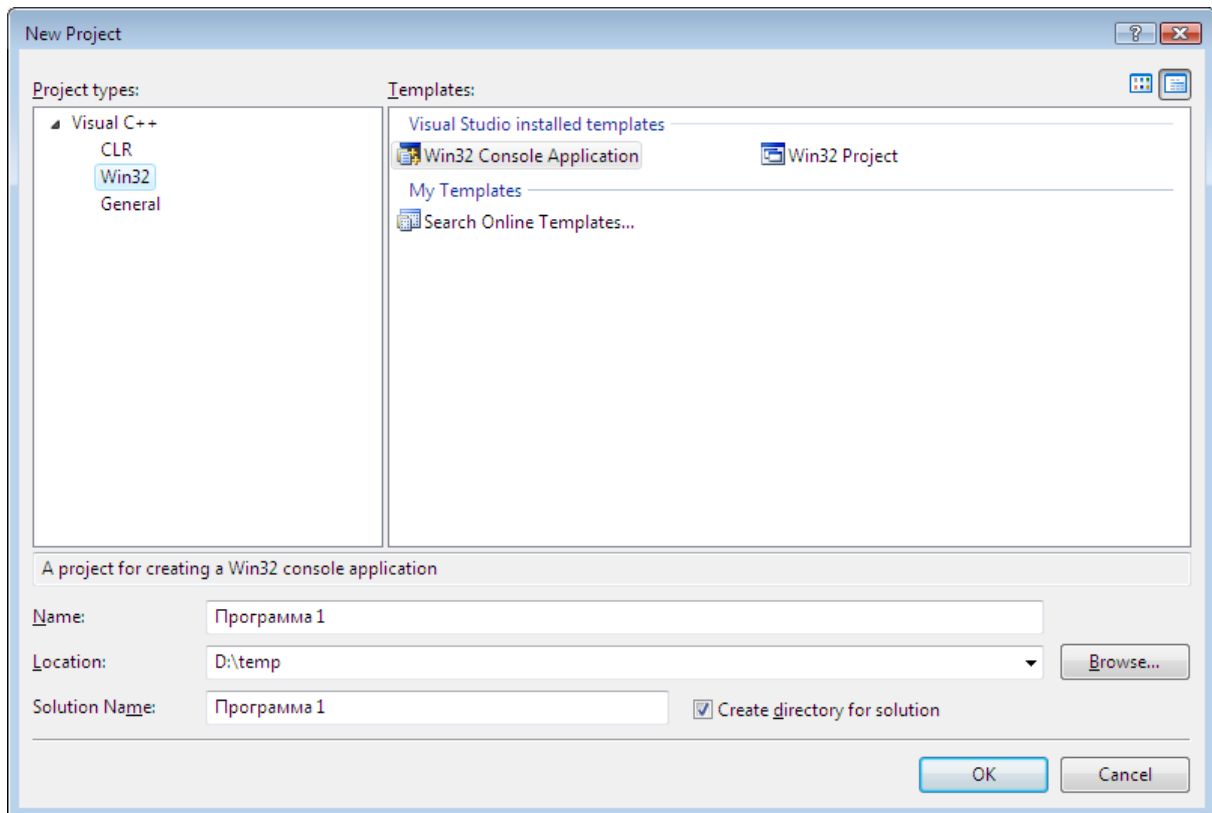 New Project
Project types:
Templates:
Visual C++
CLR
Win32
General
Visual Studio installed templates
Win32 Console Application
Win32 Project
My Templates
Search Online Templates...
A project for creating a Win32 console application
Name:
Программа 1
Location:
D:\temp
Browse...
Solution Name:
Программа 1
Create directory for solution
OK
Cancel